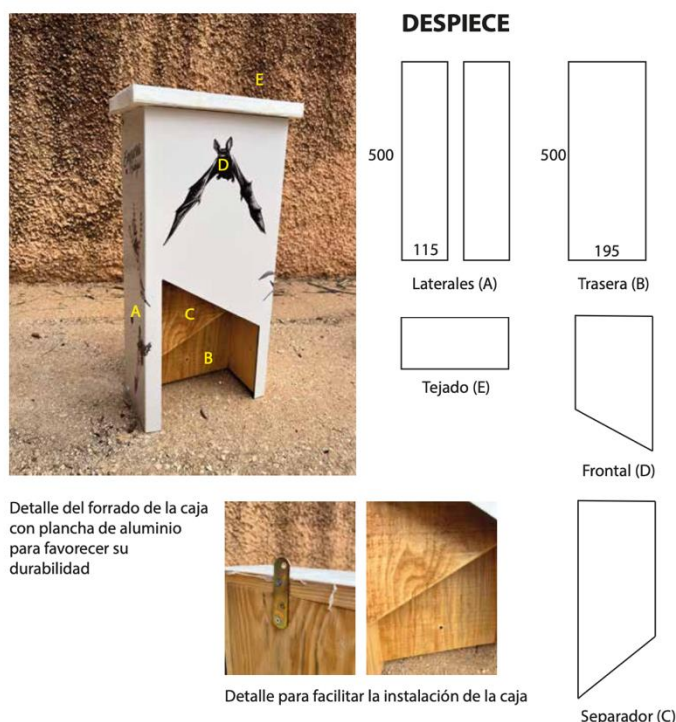 DESPIECE
E
D
A
C
B
500
115
Laterales (A)
500
195
Trasera (B)
Tejado (E)
Frontal (D)
Separador (C)
Detalle del forrado de la caja
con plancha de aluminio
para favorecer su
durabilidad
Detalle para facilitar la instalación de la caja